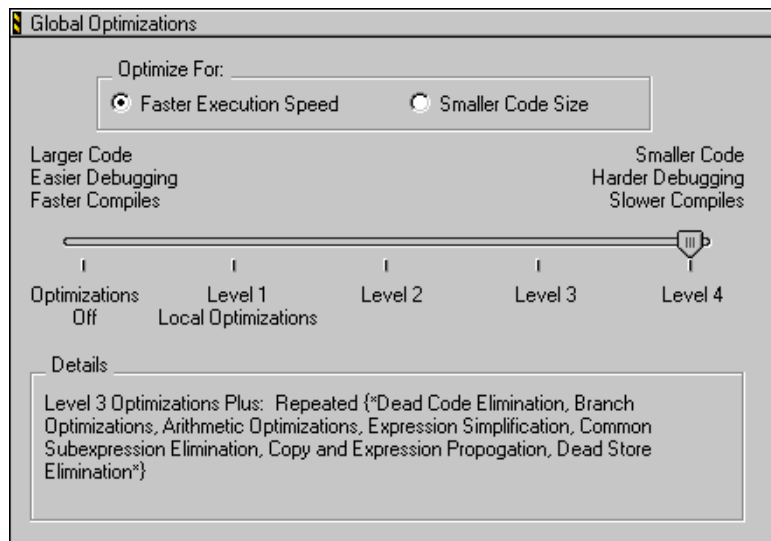 Global Optimizations
Optimize For:
Faster Execution Speed Smaller Code Size
Larger Code Smaller Code
Easier Debugging Harder Debugging
Faster Compiles Slower Compiles
Optimizations Level 1 Level 2 Level 3 Level 4
Off Local Optimizations
Details
Level 3 Optimizations Plus: Repeated {*Dead Code Elimination, Branch
Optimizations, Arithmetic Optimizations, Expression Simplification, Common
Subexpression Elimination, Copy and Expression Propogation, Dead Store
Elimination*}